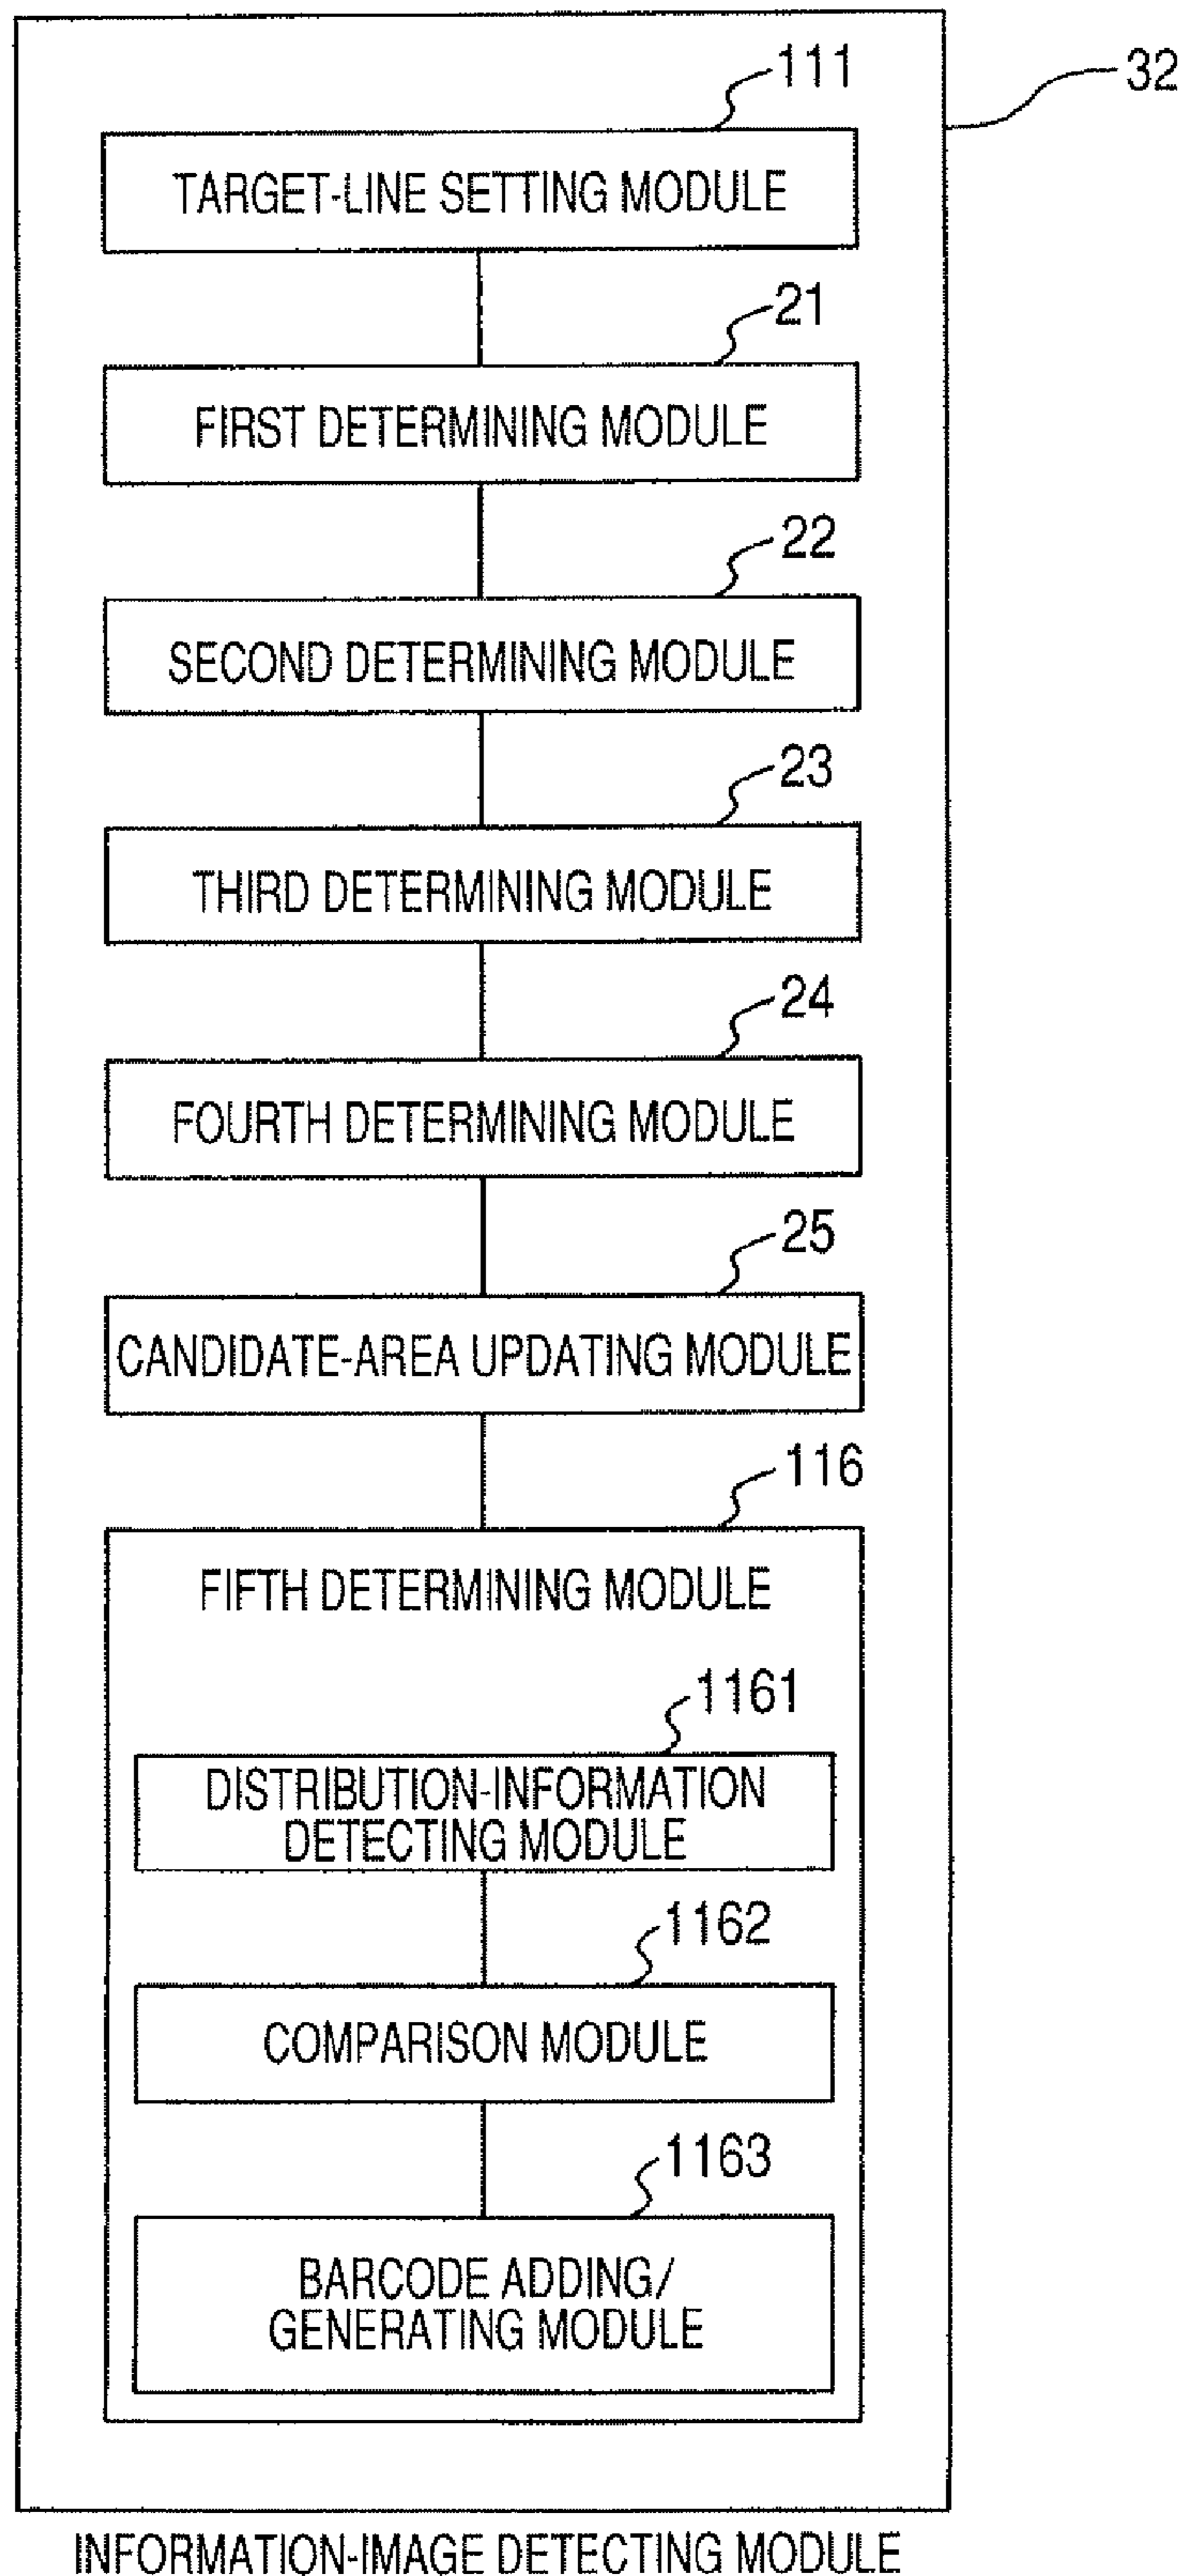 32
111
TARGET-LINE SETTING MODULE
21
FIRST DETERMINING MODULE
22
SECOND DETERMINING MODULE
23
THIRD DETERMINING MODULE
24
FOURTH DETERMINING MODULE
25
CANDIDATE-AREA UPDATING MODULE
116
FIFTH DETERMINING MODULE
1161
DISTRIBUTION-INFORMATION
DETECTING MODULE
1162
COMPARISON MODULE
1163
BARCODE ADDING/
GENERATING MODULE
INFORMATION-IMAGE DETECTING MODULE